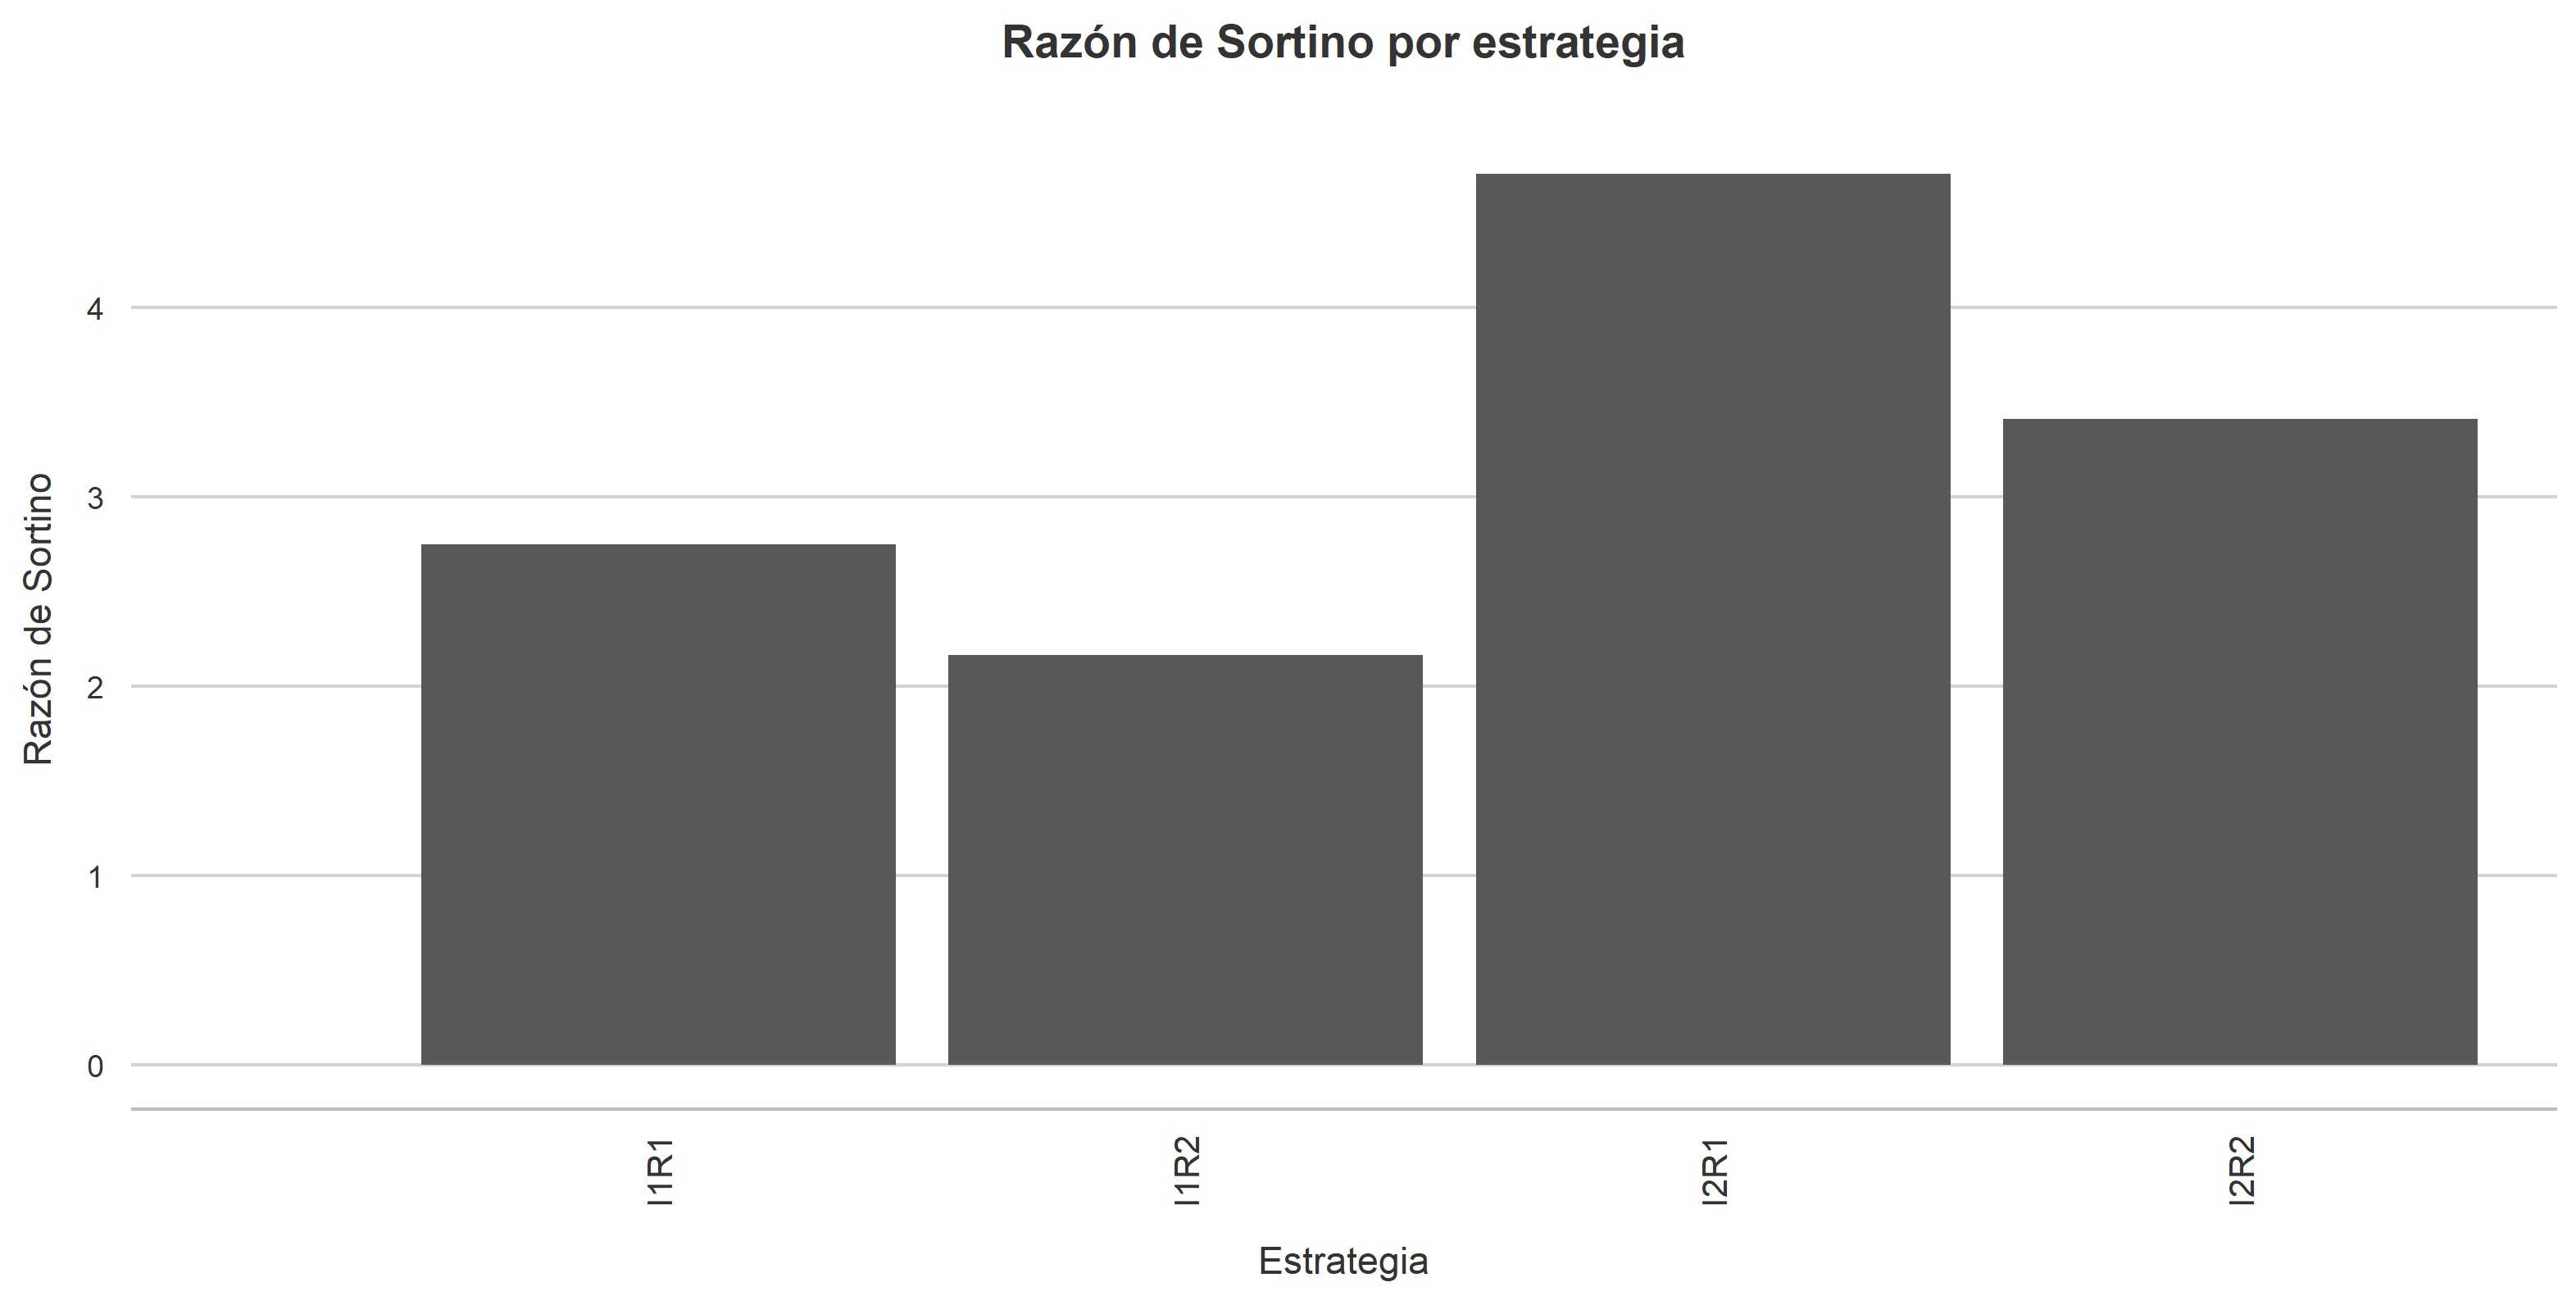 Razón de Sortino por estrategia
Razón de Sortino
4
3
2
1
0
I1R1
I1R2
I2R1
I2R2
Estrategia